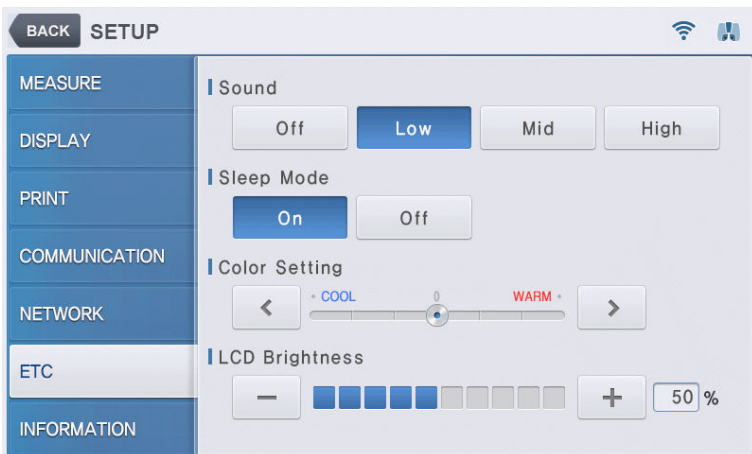 BACK SETUP
MEASURE
DISPLAY
PRINT
COMMUNICATION
NETWORK
ETC
INFORMATION
Sound
Off Low Mid High
Sleep Mode
On Off
Color Setting
< • COOL 0 WARM • >
LCD Brightness
− + 50 %